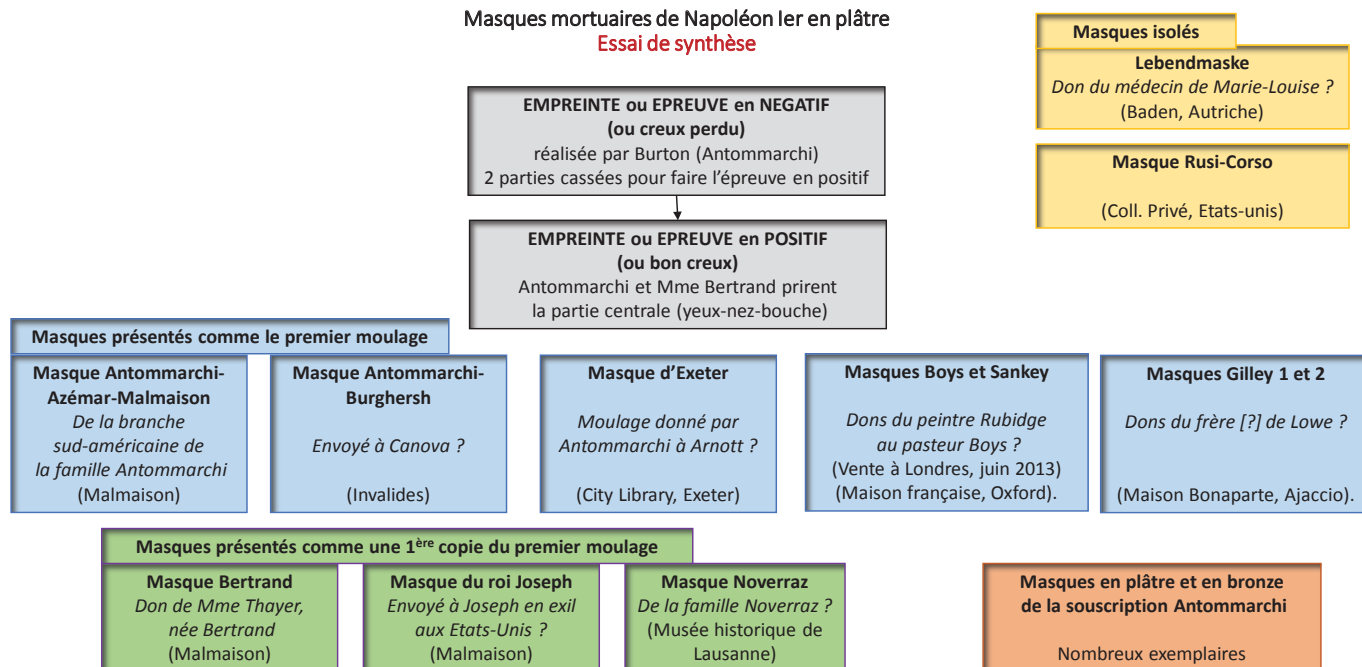 Masques mortuaires de Napoléon Ier en plâtre
Essai de synthèse
Masques isolés
Lebendmaske
Don du médecin de Marie-Louise ?
(Baden, Autriche)
Masque Rusi-Corso
(Coll. Privé, Etats-unis)
EMPREINTE ou EPREUVE en NEGATIF
(ou creux perdu)
réalisée par Burton (Antommarchi)
2 parties cassées pour faire l’épreuve en positif
EMPREINTE ou EPREUVE en POSITIF
(ou bon creux)
Antommarchi et Mme Bertrand prirent
la partie centrale (yeux-nez-bouche)
Masques présentés comme le premier moulage
Masque Antommarchi-
Azémar-Malmaison
De la branche
sud-américaine de
la famille Antommarchi
(Malmaison)
Masque Antommarchi-
Burghersh
Envoyé à Canova ?
(Invalides)
Masque d’Exeter
Moulage donné par
Antommarchi à Arnott ?
(City Library, Exeter)
Masques Boys et Sankey
Dons du peintre Rubidge
au pasteur Boys ?
(Vente à Londres, juin 2013)
(Maison française, Oxford).
Masques Gilley 1 et 2
Dons du frère [?] de Lowe ?
(Maison Bonaparte, Ajaccio).
Masques présentés comme une 1ère copie du premier moulage
Masque Bertrand
Don de Mme Thayer,
née Bertrand
(Malmaison)
Masque du roi Joseph
Envoyé à Joseph en exil
aux Etats-Unis ?
(Malmaison)
Masque Noverraz
De la famille Noverraz ?
(Musée historique de
Lausanne)
Masques en plâtre et en bronze
de la souscription Antommarchi
Nombreux exemplaires